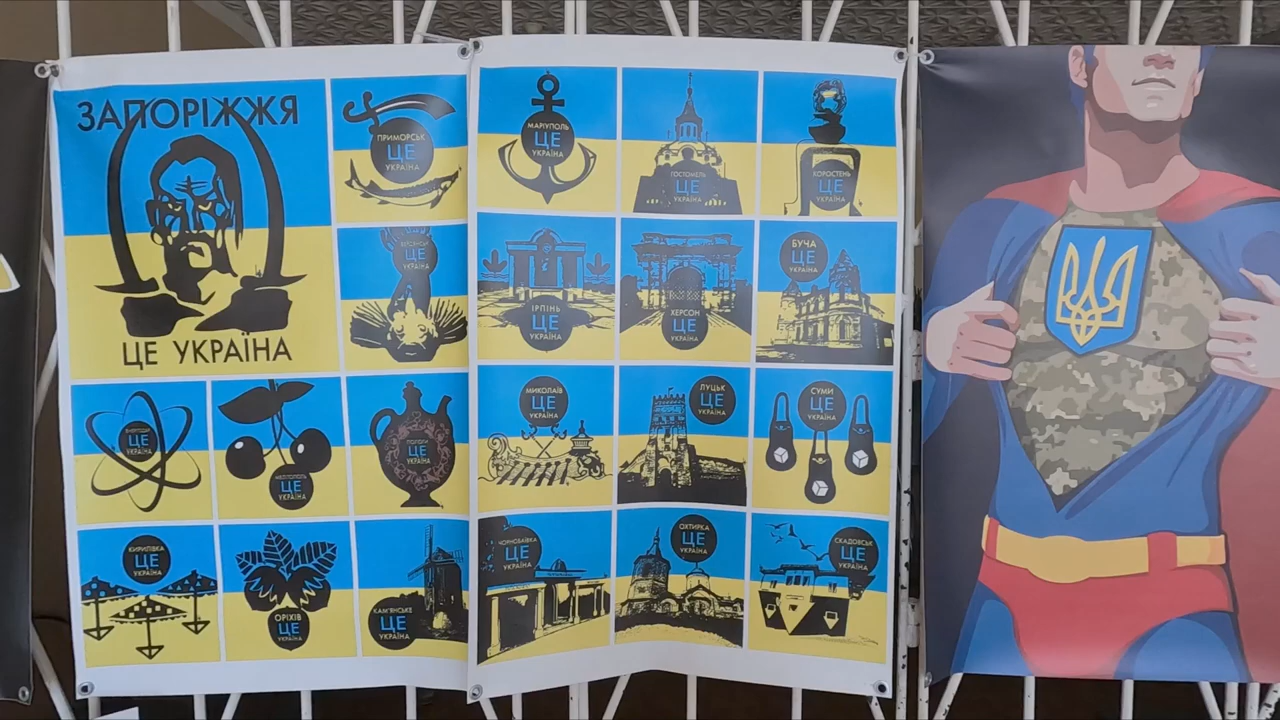 ЗАПОРІЖЖЯ
ЦЕ УКРАЇНА
ПРИМОРСЬК
ЦЕ
УКРАЇНА
ЦЕ
УКРАЇНА
ЦЕ
УКРАЇНА
МЕЛІТОПОЛЬ
ЦЕ
УКРАЇНА
ПОЛОГИ
ЦЕ
УКРАЇНА
КИРИЛІВКА
ЦЕ
УКРАЇНА
ОРІХІВ
ЦЕ
УКРАЇНА
КАМ'ЯНСЬКЕ
ЦЕ
УКРАЇНА
МАРІУПОЛЬ
ЦЕ
УКРАЇНА
ГОСТОМЕЛЬ
ЦЕ
УКРАЇНА
КОРОСТЕНЬ
ЦЕ
УКРАЇНА
ІРПІНЬ
ЦЕ
УКРАЇНА
ХЕРСОН
ЦЕ
УКРАЇНА
БУЧА
ЦЕ
УКРАЇНА
МИКОЛАЇВ
ЦЕ
УКРАЇНА
ЛУЦЬК
ЦЕ
УКРАЇНА
СУМИ
ЦЕ
УКРАЇНА
ЧОРНОБАЇВКА
ЦЕ
УКРАЇНА
ОХТИРКА
ЦЕ
УКРАЇНА
СКАДОВСЬК
ЦЕ
УКРАЇНА